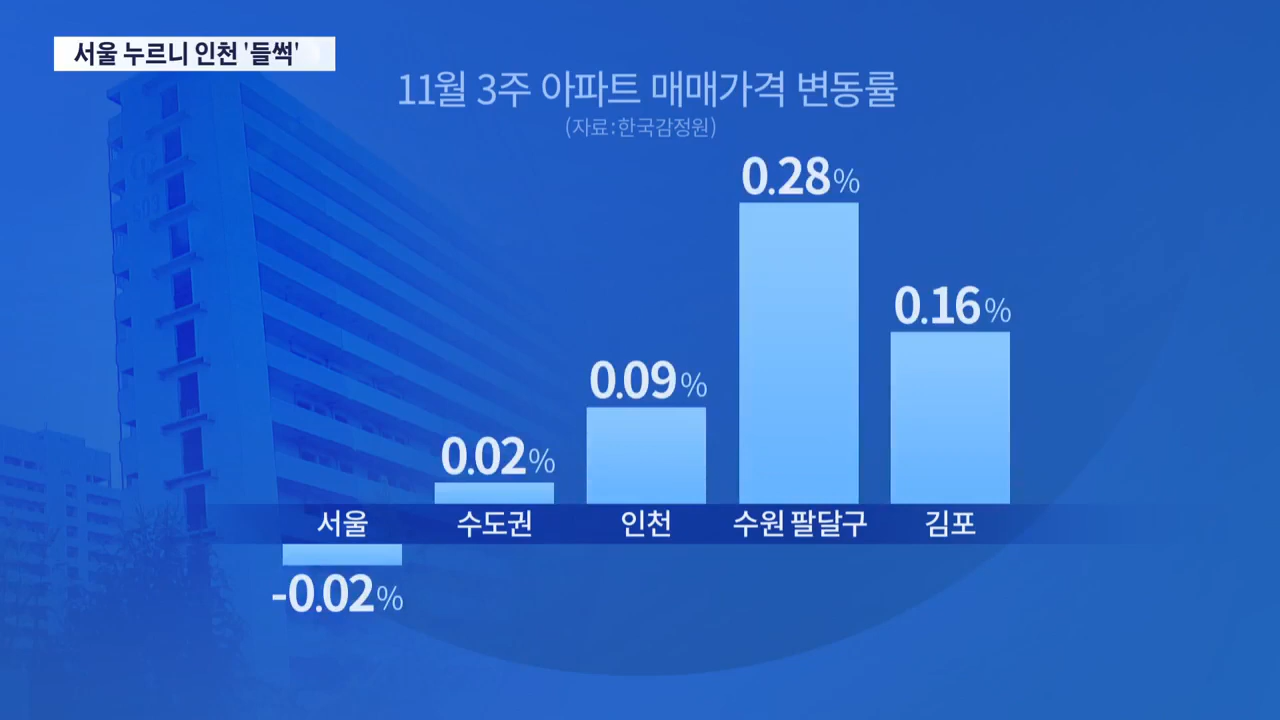 서울 누르니 인천 '들썩'
11월 3주 아파트 매매가격 변동률
(자료:한국감정원)
0.28%
0.16%
0.09%
0.02%
서울 수도권 인천 수원 팔달구 김포
-0.02%